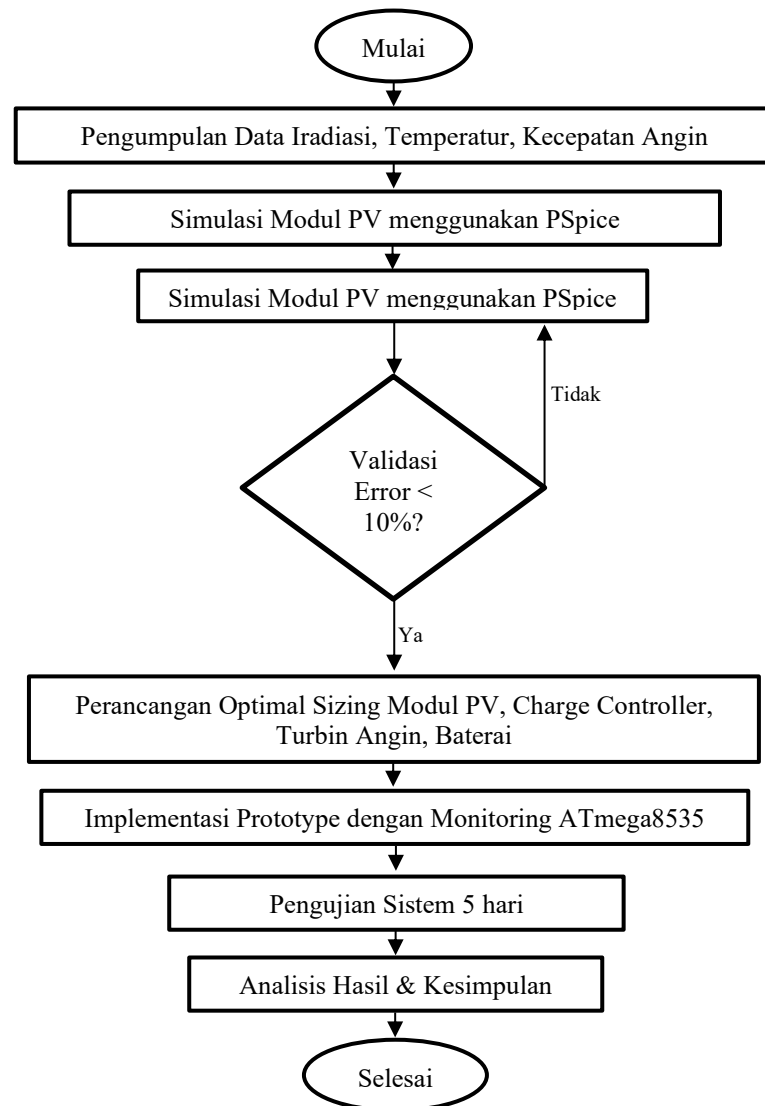 Mulai
Pengumpulan Data Iradiasi, Temperatur, Kecepatan Angin
Simulasi Modul PV menggunakan PSpice
Simulasi Modul PV menggunakan PSpice
Tidak
Validasi
Error <
10%?
Ya
Perancangan Optimal Sizing Modul PV, Charge Controller,
Turbin Angin, Baterai
Implementasi Prototype dengan Monitoring ATmega8535
Pengujian Sistem 5 hari
Analisis Hasil & Kesimpulan
Selesai